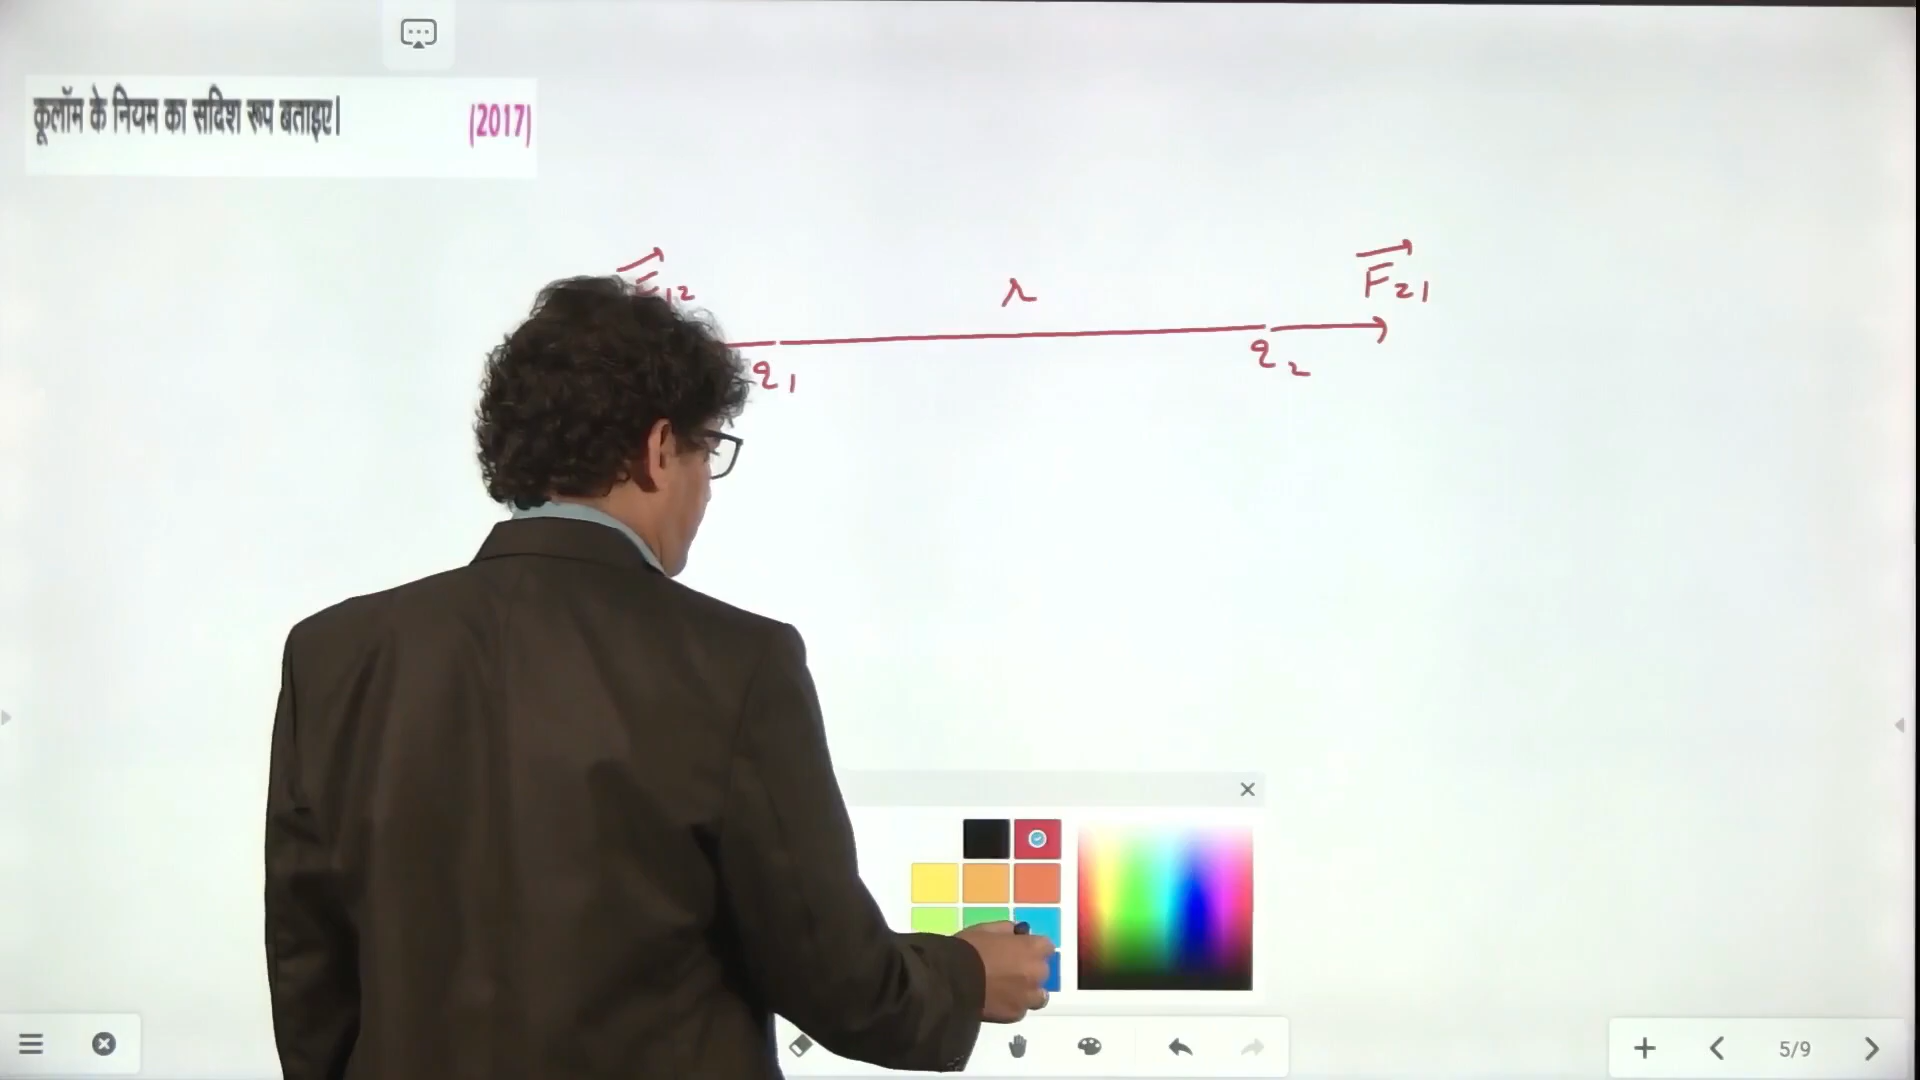 कूलॉम के नियम का सदिश रूप बताइए। (2017)
F₁₂ r F₂₁
q₁ q₂
5/9